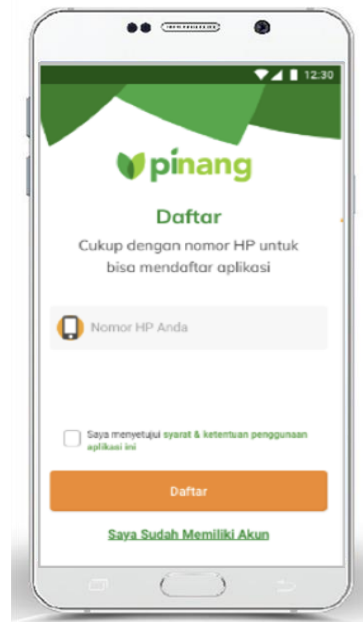 12:30
pinang
Daftar
Cukup dengan nomor HP untuk
bisa mendaftar aplikasi
Nomor HP Anda
Saya menyetujui syarat & ketentuan penggunaan
aplikasi ini
Daftar
Saya Sudah Memiliki Akun